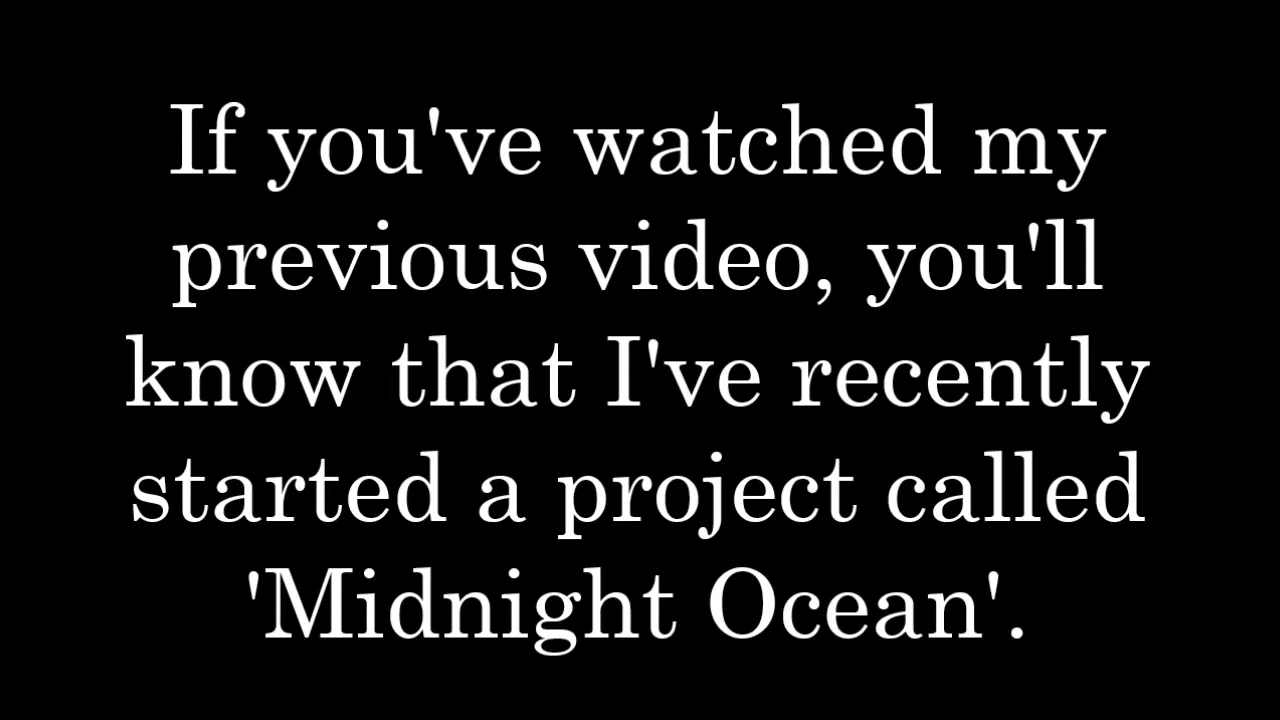 If you've watched my
previous video, you'll
know that I've recently
started a project called
'Midnight Ocean'.